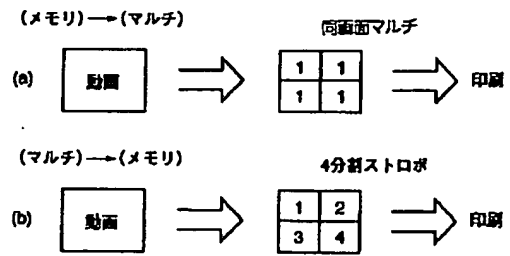 (メモリ)→(マルチ)
同画面マルチ
(a) 動画 1 1 印刷
1 1
(マルチ)→(メモリ)
4分割ストロボ
(b) 動画 1 2 印刷
3 4